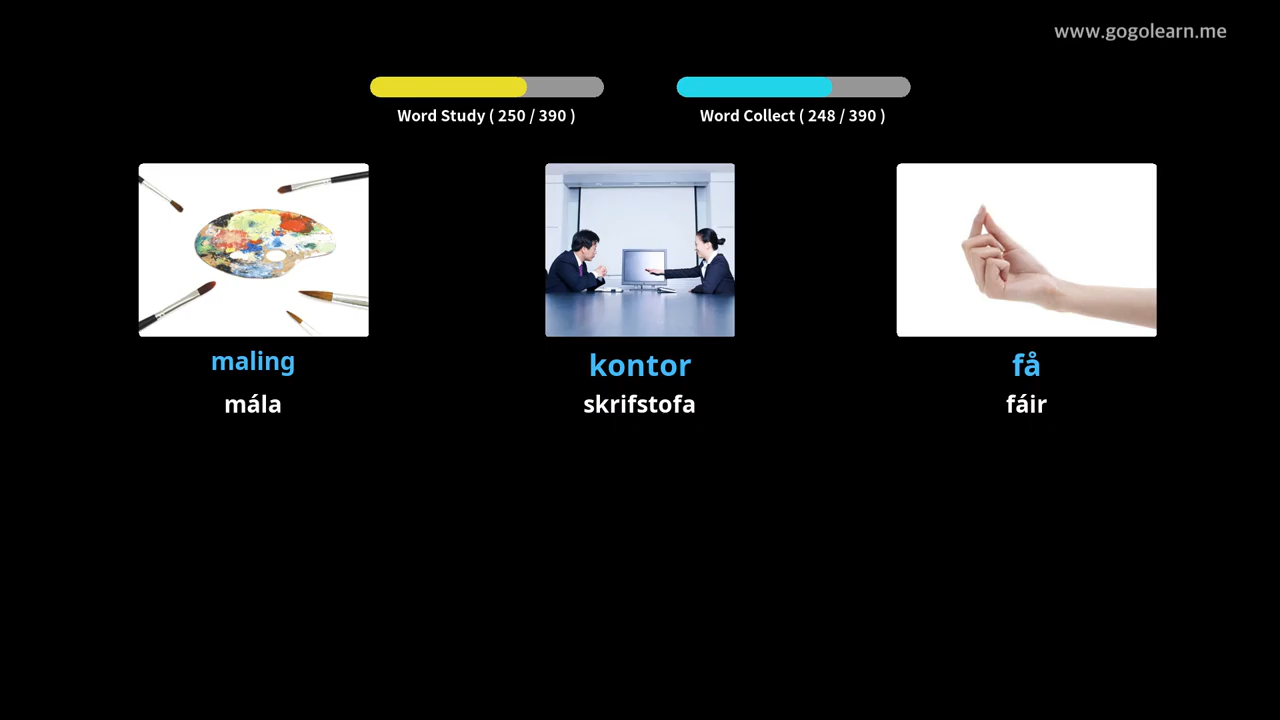 www.gogolearn.me
Word Study ( 250 / 390 )
Word Collect ( 248 / 390 )
maling
kontor
få
mála
skrifstofa
fáir